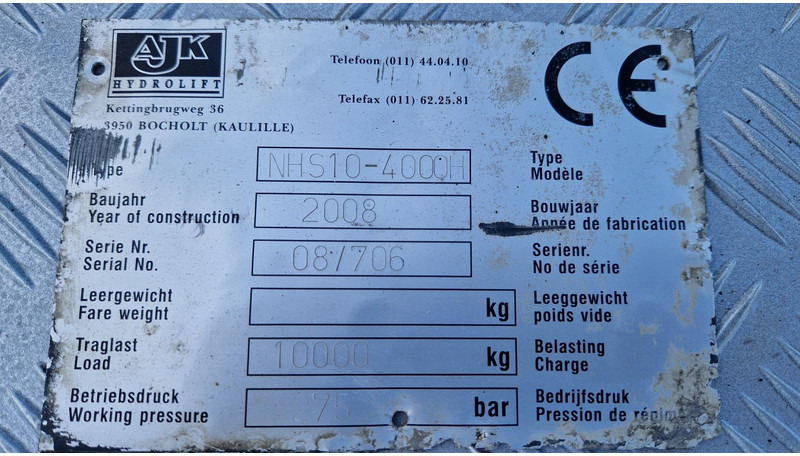 AJK
HYDROLIFT
Telefoon (011) 44.04.10
Telefax (011) 62.25.81
Kettingbrugweg 36
3950 BOCHOLT (KAULILLE)
CE
NHS10-4000H Type
Modèle
Baujahr
Year of construction 2008 Bouwjaar
Année de fabrication
Serie Nr.
Serial No. 08/706 Serienr.
No de série
Leergewicht
Fare weight kg Leeggewicht
poids vide
Traglast
Load 10000 kg Belasting
Charge
Betriebsdruck
Working pressure bar Bedrijfsdruk
Pression de